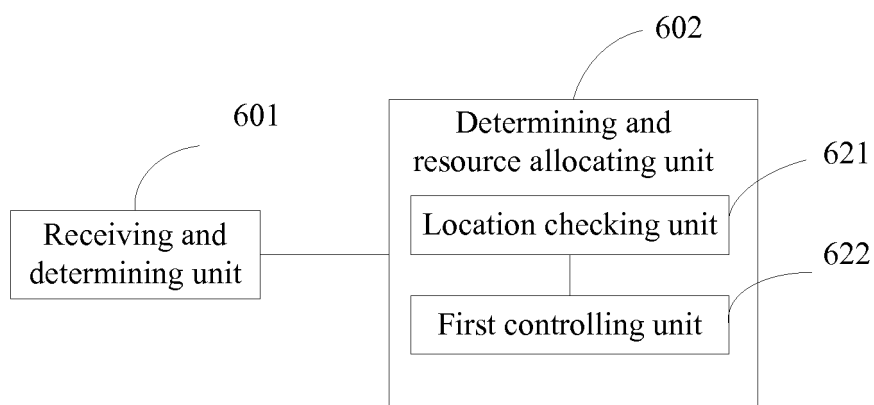 602
601
Determining and
resource allocating unit
621
Location checking unit
Receiving and
determining unit
622
First controlling unit